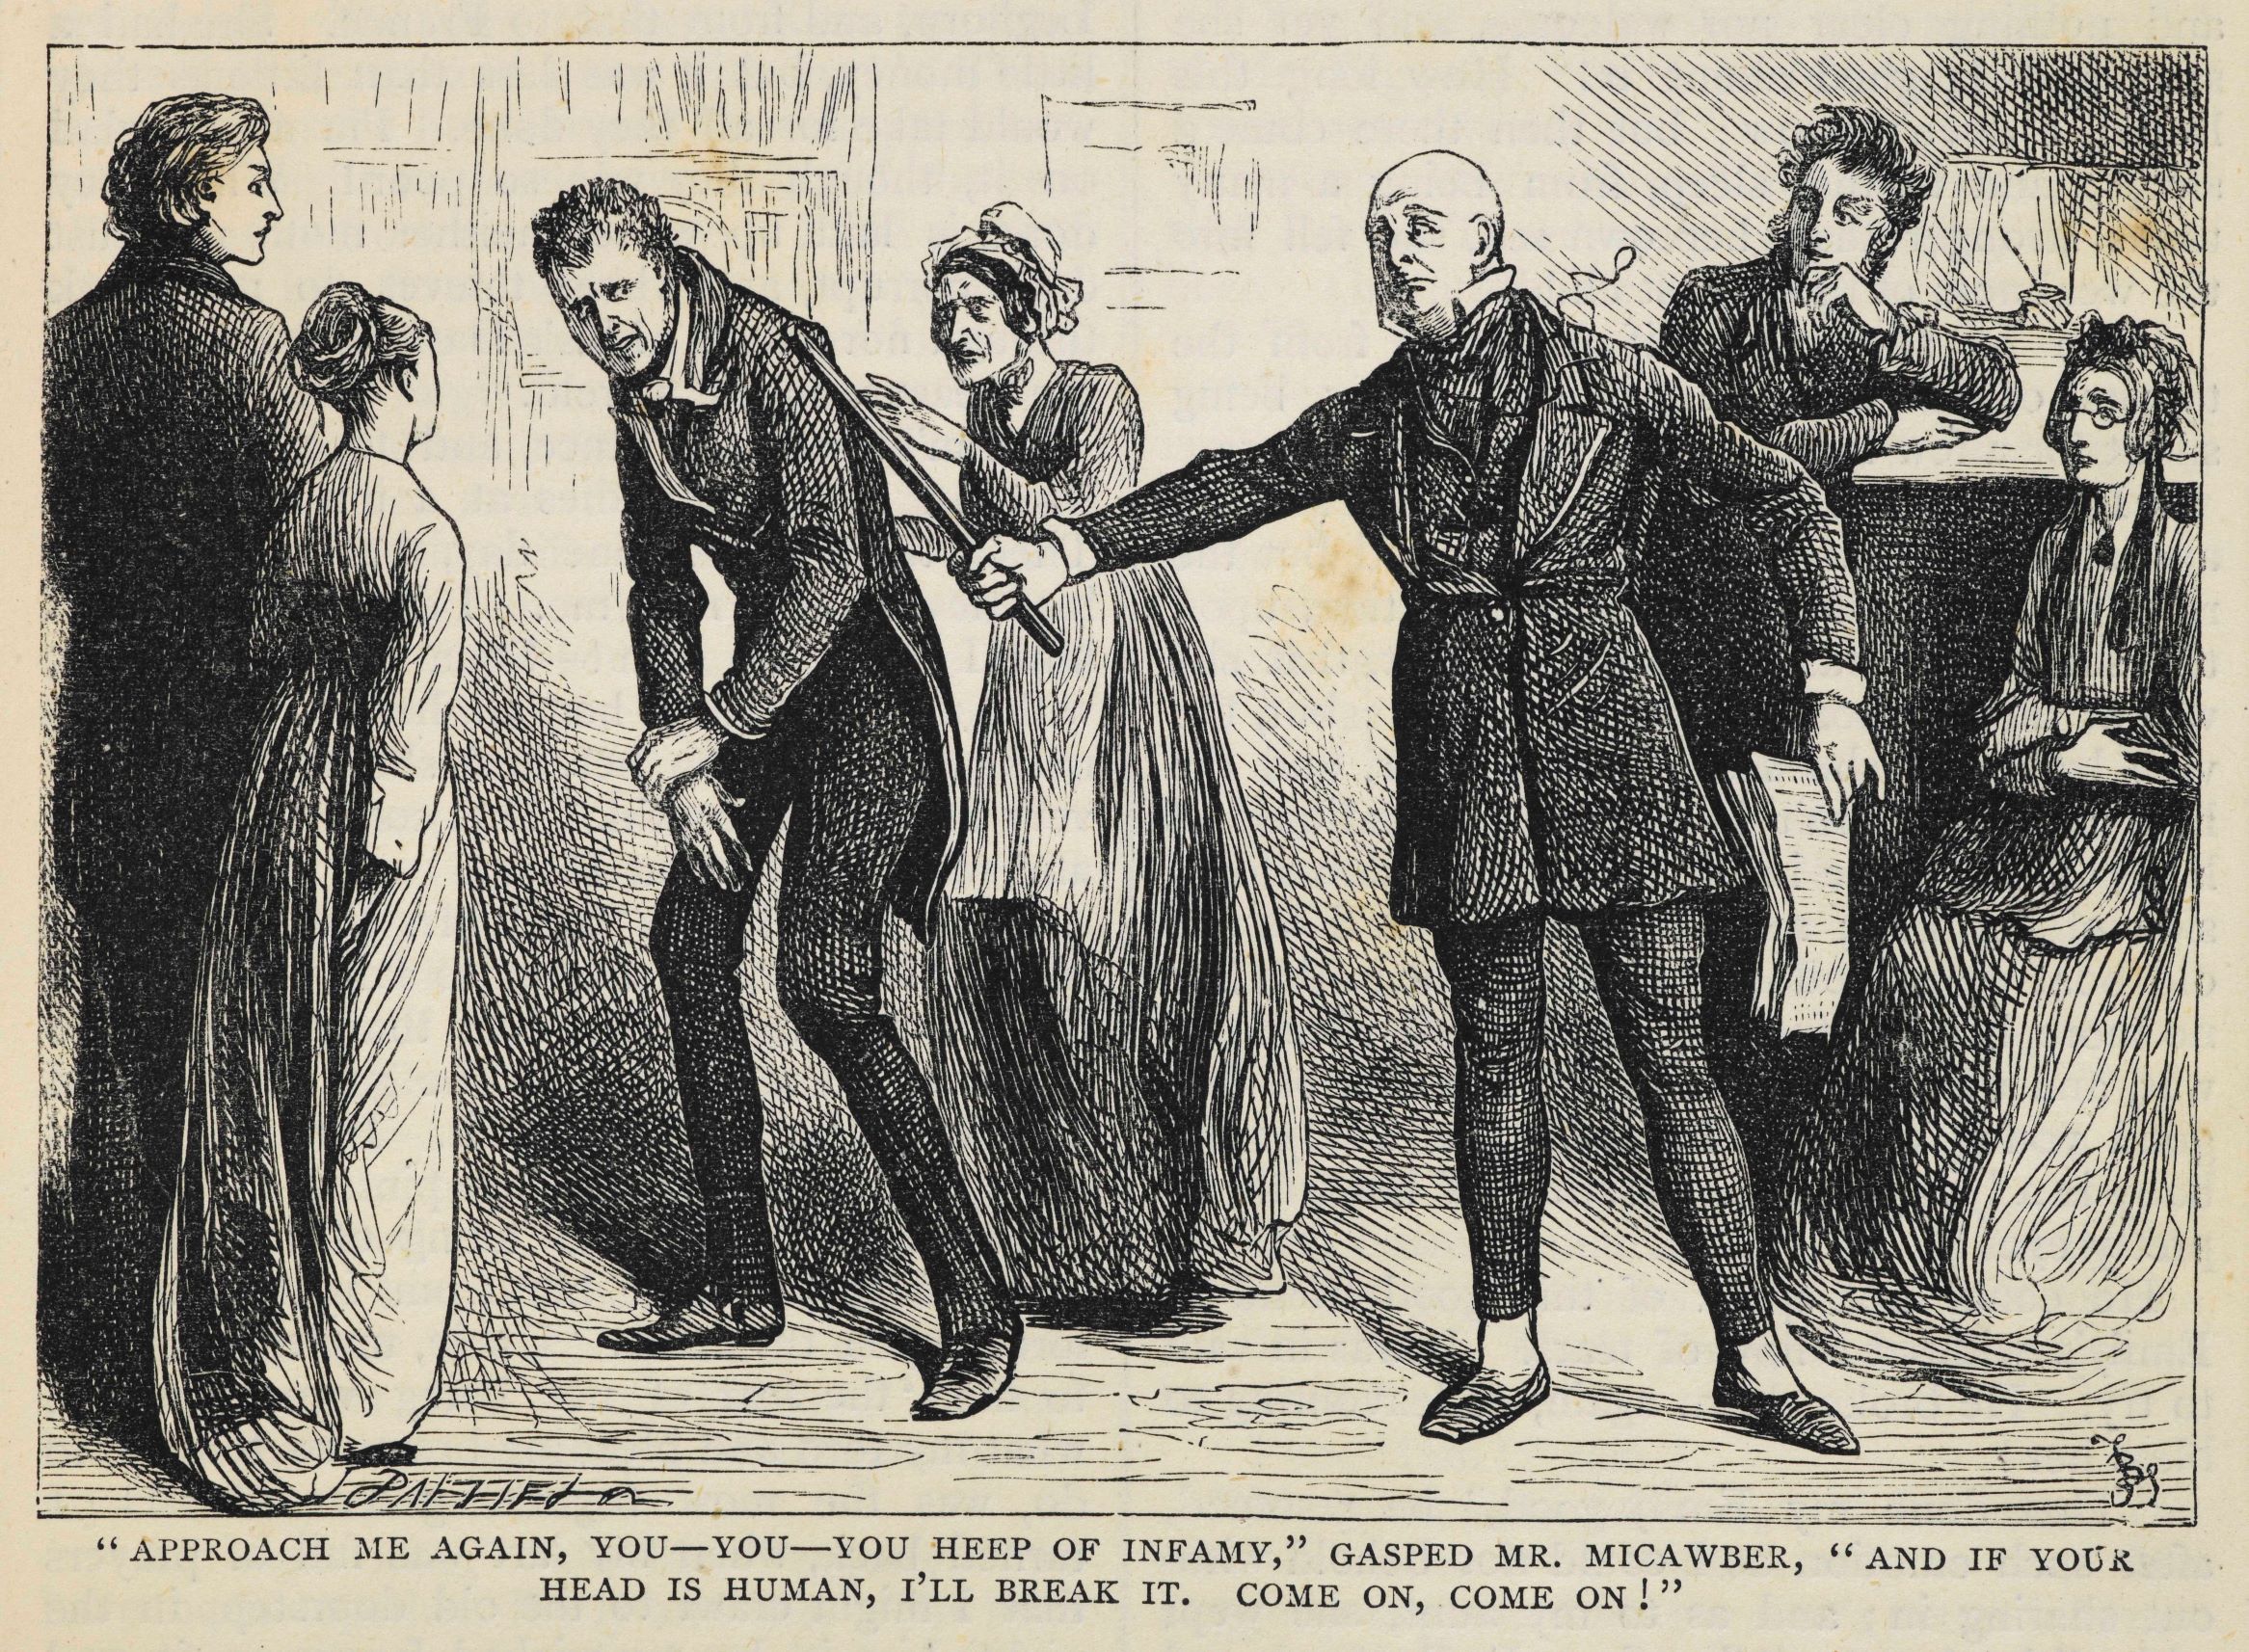 DALZIEL
"APPROACH ME AGAIN, YOU—YOU—YOU HEEP OF INFAMY," GASPED MR. MICAWBER, "AND IF YOUR
HEAD IS HUMAN, I'LL BREAK IT. COME ON, COME ON!"